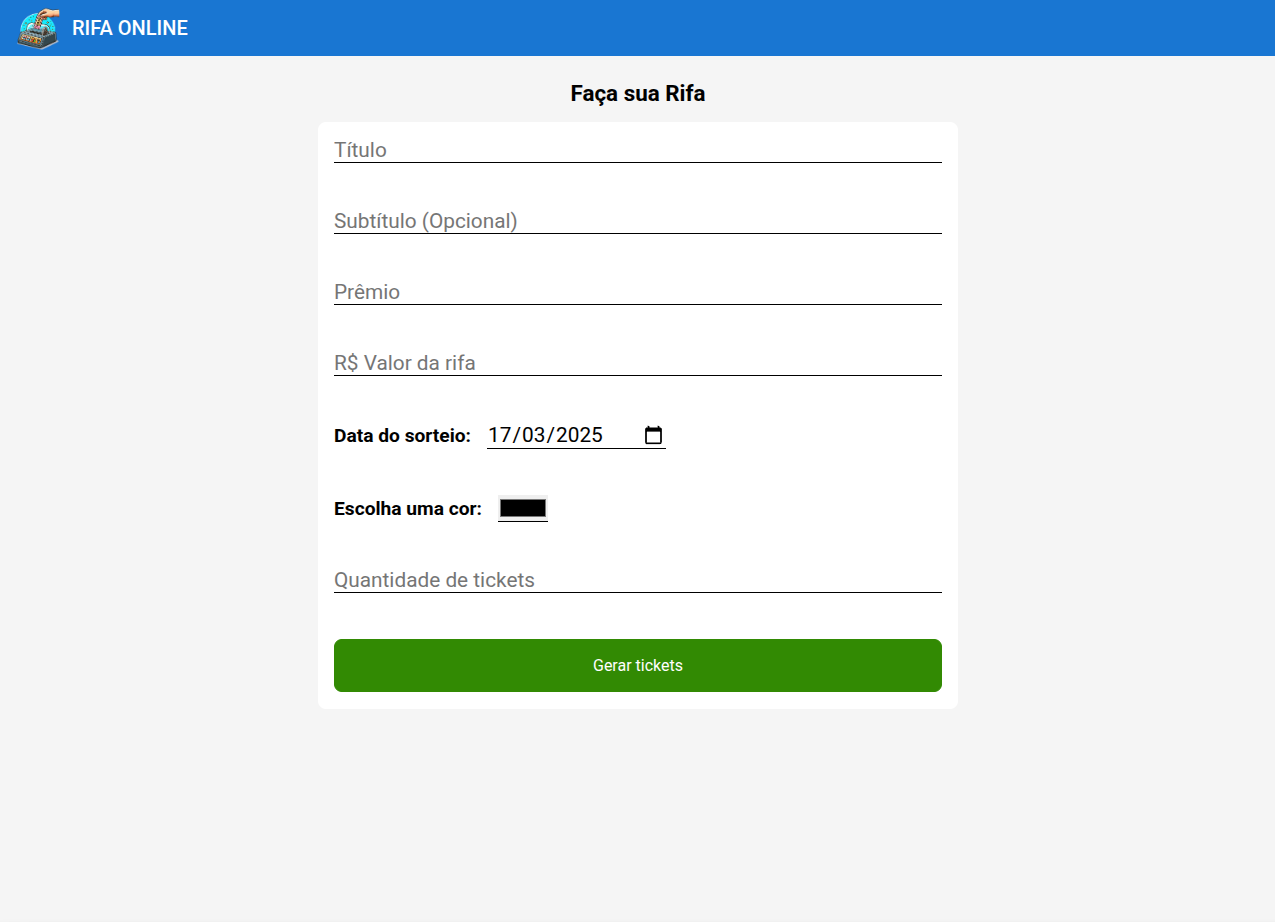 RIFA ONLINE
Faça sua Rifa
Título
Subtítulo (Opcional)
Prêmio
R$ Valor da rifa
Data do sorteio: 17/03/2025
Escolha uma cor:
Quantidade de tickets
Gerar tickets